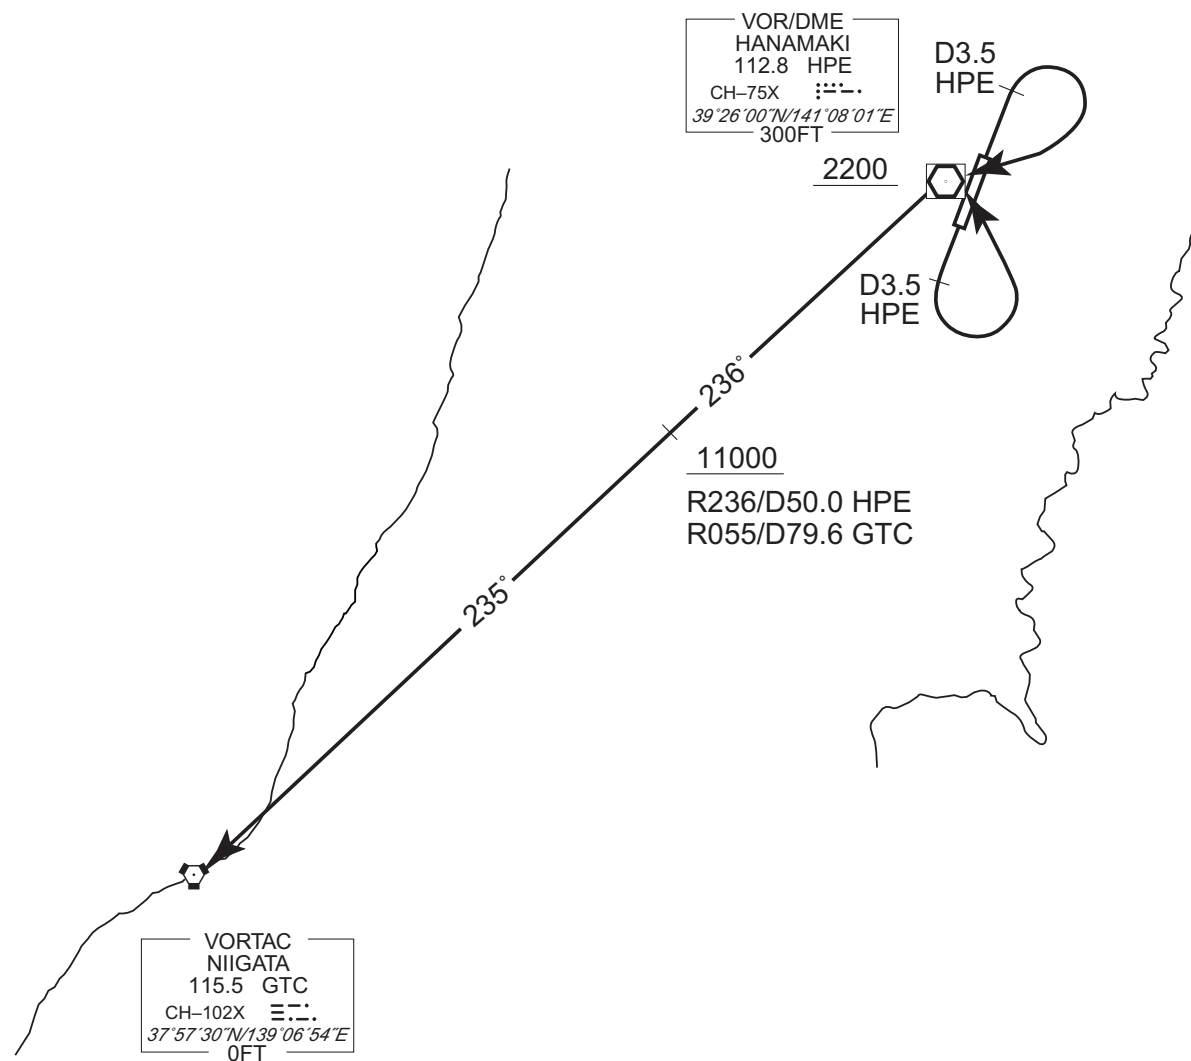 VOR/DME
HANAMAKI
112.8 HPE
CH–75X
39°26′00″N/141°08′01″E
300FT
D3.5
HPE
2200
D3.5
HPE
236°
11000
R236/D50.0 HPE
R055/D79.6 GTC
235°
VORTAC
NIIGATA
115.5 GTC
CH–102X
37°57′30″N/139°06′54″E
0FT